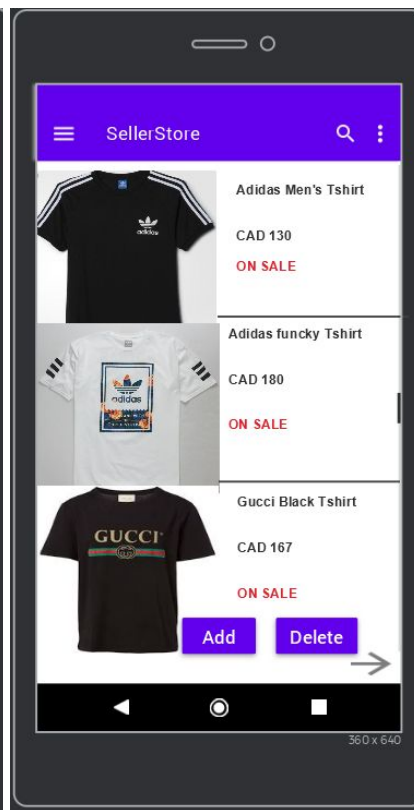 SellerStore
Adidas Men's Tshirt
CAD 130
adidas
ON SALE
Adidas funcky Tshirt
CAD 180
adidas
ON SALE
Gucci Black Tshirt
GUCCI
CAD 167
ON SALE
Add
Delete
360 x 640